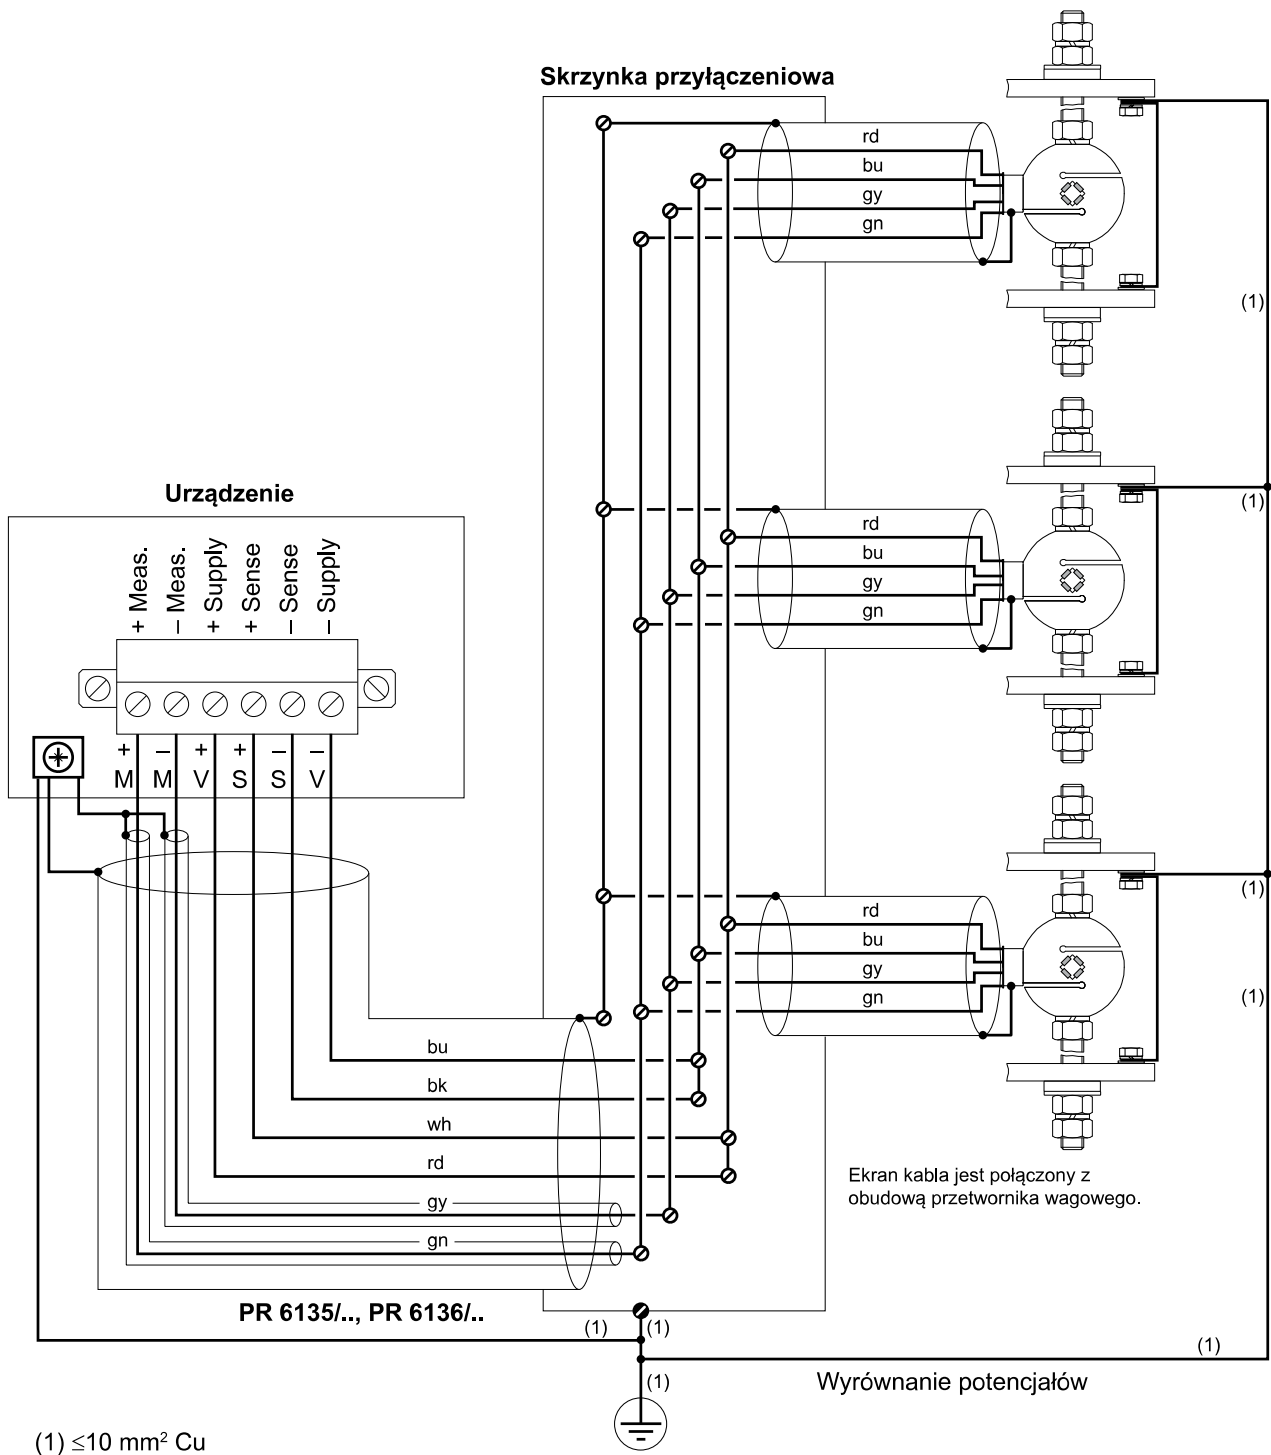 Skrzynka przyłączeniowa
rd
bu
gy
gn
(1)
Urządzenie
+ Meas.
– Meas.
+ Supply
+ Sense
– Sense
– Supply
rd
bu
gy
gn
(1)
+ – + + – –
M M V S S V
rd
bu
gy
gn
(1)
(1)
bu
bk
wh
rd
gy
gn
Ekran kabla jest połączony z
obudową przetwornika wagowego.
PR 6135/.., PR 6136/..
(1) (1)
(1)
Wyrównanie potencjałów
(1)
(1) ≤10 mm² Cu